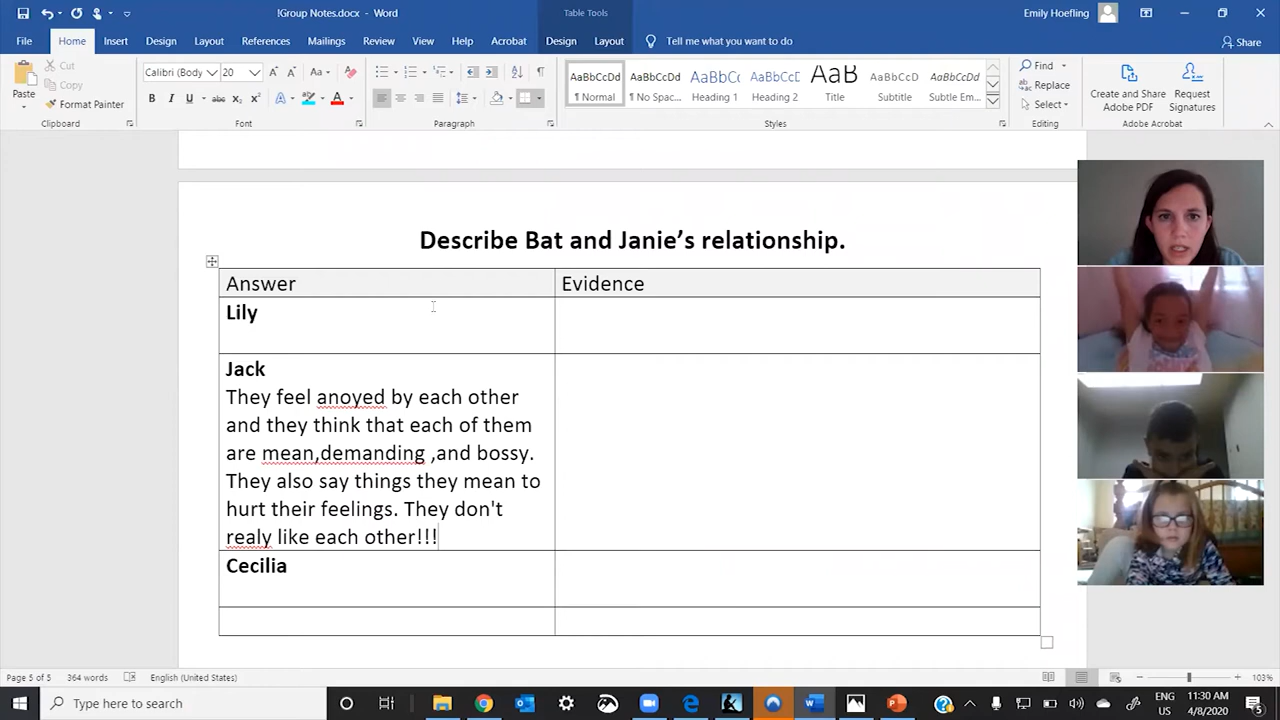 !Group Notes.docx - Word
Table Tools
Emily Hoefling
File Home Insert Design Layout References Mailings Review View Help Acrobat Design Layout Tell me what you want to do Share
Cut
Copy
Paste
Format Painter
Clipboard
Calibri (Body 20
Font
Paragraph
AaBbCcDd AaBbCcDd AaBbCc AaBbCcD AaB AaBbCcD AaBbCcDd
¶ Normal ¶ No Spac... Heading 1 Heading 2 Title Subtitle Subtle Em...
Styles
Find
Replace
Select
Editing
Create and Share Adobe PDF
Request Signatures
Adobe Acrobat
Describe Bat and Janie's relationship.
Answer Evidence
Lily
Jack
They feel anoyed by each other
and they think that each of them
are mean,demanding ,and bossy.
They also say things they mean to
hurt their feelings. They don't
realy like each other!!!
Cecilia
Page 5 of 5 364 words English (United States) 103%
Type here to search
ENG
US
11:30 AM
4/8/2020